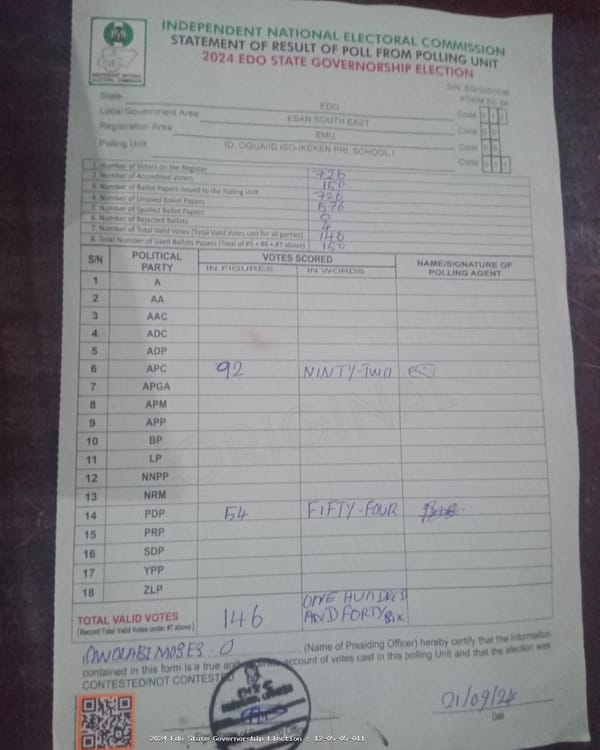 INDEPENDENT NATIONAL ELECTORAL COMMISSION
STATEMENT OF RESULT OF POLL FROM POLLING UNIT
2024 EDO STATE GOVERNORSHIP ELECTION
INDEPENDENT NATIONAL
ELECTORAL COMMISSION
FORM EC 8A
State EDO Code
Local Government Area ESAN SOUTH EAST Code
Registration Area EMU Code
Polling Unit ID. OGUA/ID ISO-IKEKEN PRI. SCHOOL I Code
1. Number of Voters on the Register 726
2. Number of Accredited Voters 150
3. Number of Ballot Papers Issued to the Polling Unit 726
4. Number of Unused Ballot Papers 576
5. Number of Spoiled Ballot Papers 0
6. Number of Rejected Ballots 4
7. Number of Total Valid Votes (Total Valid Votes cast for all parties) 146
8. Total Number of Used Ballots Papers (Total of #5 + #6 + #7 above) 150
S/N POLITICAL PARTY VOTES SCORED NAME/SIGNATURE OF POLLING AGENT
IN FIGURES IN WORDS
1 A
2 AA
3 AAC
4 ADC
5 ADP
6 APC 92 NINTY-TWO
7 APGA
8 APM
9 APP
10 BP
11 LP
12 NNPP
13 NRM
14 PDP 54 FIFTY-FOUR
15 PRP
16 SDP
17 YPP
18 ZLP
TOTAL VALID VOTES 146 ONE HUNDRED
(Record Total Valid Votes under #7 above) AND FORTY SIX
ORIGINAL
I OWOLABI MOSES. O (Name of Presiding Officer) hereby certify that the information
contained in this form is a true and account of votes cast in this polling Unit and that the election was
CONTESTED/NOT CONTESTED
21/09/24
Date
2024 Edo State Governorship Election : 12-05-05-011